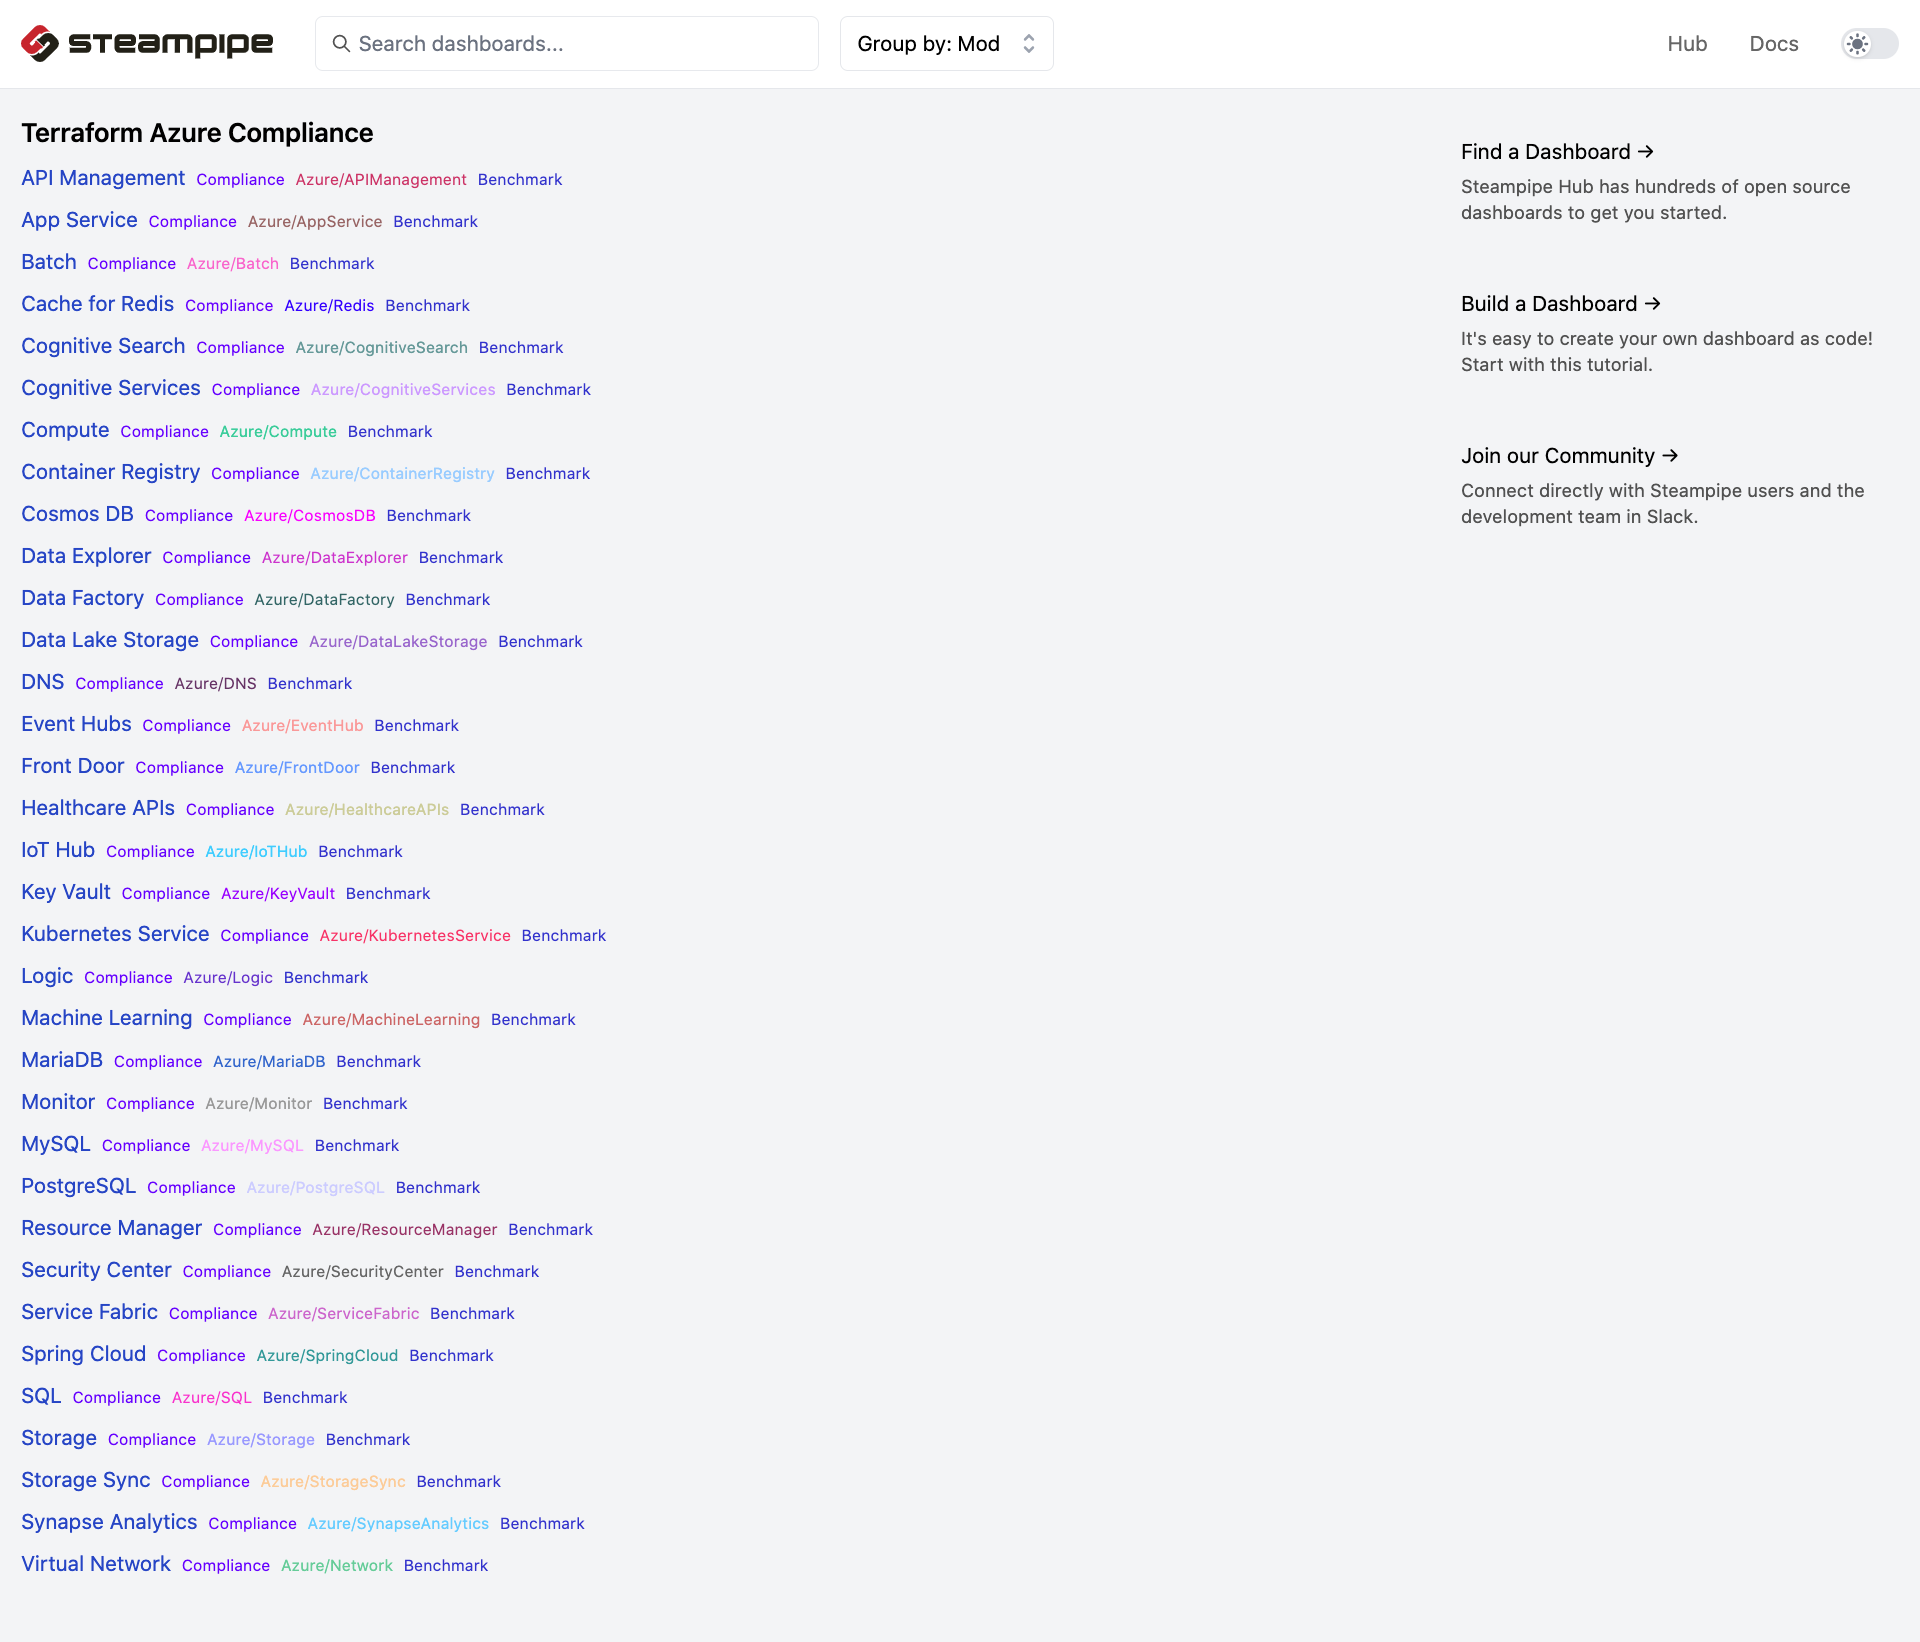 steampipe Search dashboards... Group by: Mod Hub Docs
Terraform Azure Compliance
API Management Compliance Azure/APIManagement Benchmark
App Service Compliance Azure/AppService Benchmark
Batch Compliance Azure/Batch Benchmark
Cache for Redis Compliance Azure/Redis Benchmark
Cognitive Search Compliance Azure/CognitiveSearch Benchmark
Cognitive Services Compliance Azure/CognitiveServices Benchmark
Compute Compliance Azure/Compute Benchmark
Container Registry Compliance Azure/ContainerRegistry Benchmark
Cosmos DB Compliance Azure/CosmosDB Benchmark
Data Explorer Compliance Azure/DataExplorer Benchmark
Data Factory Compliance Azure/DataFactory Benchmark
Data Lake Storage Compliance Azure/DataLakeStorage Benchmark
DNS Compliance Azure/DNS Benchmark
Event Hubs Compliance Azure/EventHub Benchmark
Front Door Compliance Azure/FrontDoor Benchmark
Healthcare APIs Compliance Azure/HealthcareAPIs Benchmark
IoT Hub Compliance Azure/IoTHub Benchmark
Key Vault Compliance Azure/KeyVault Benchmark
Kubernetes Service Compliance Azure/KubernetesService Benchmark
Logic Compliance Azure/Logic Benchmark
Machine Learning Compliance Azure/MachineLearning Benchmark
MariaDB Compliance Azure/MariaDB Benchmark
Monitor Compliance Azure/Monitor Benchmark
MySQL Compliance Azure/MySQL Benchmark
PostgreSQL Compliance Azure/PostgreSQL Benchmark
Resource Manager Compliance Azure/ResourceManager Benchmark
Security Center Compliance Azure/SecurityCenter Benchmark
Service Fabric Compliance Azure/ServiceFabric Benchmark
Spring Cloud Compliance Azure/SpringCloud Benchmark
SQL Compliance Azure/SQL Benchmark
Storage Compliance Azure/Storage Benchmark
Storage Sync Compliance Azure/StorageSync Benchmark
Synapse Analytics Compliance Azure/SynapseAnalytics Benchmark
Virtual Network Compliance Azure/Network Benchmark
Find a Dashboard →
Steampipe Hub has hundreds of open source
dashboards to get you started.
Build a Dashboard →
It's easy to create your own dashboard as code!
Start with this tutorial.
Join our Community →
Connect directly with Steampipe users and the
development team in Slack.